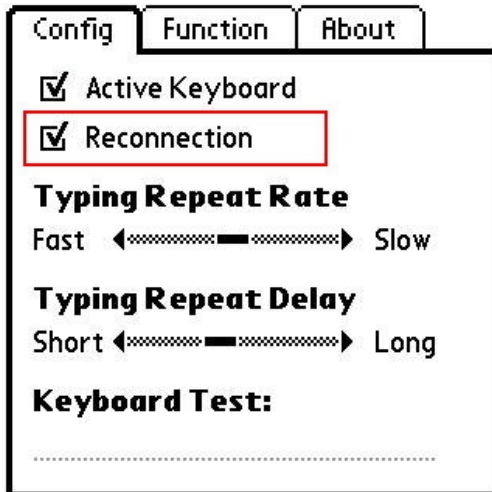 Config Function About
Active Keyboard
Reconnection
Typing Repeat Rate
Fast Slow
Typing Repeat Delay
Short Long
Keyboard Test: